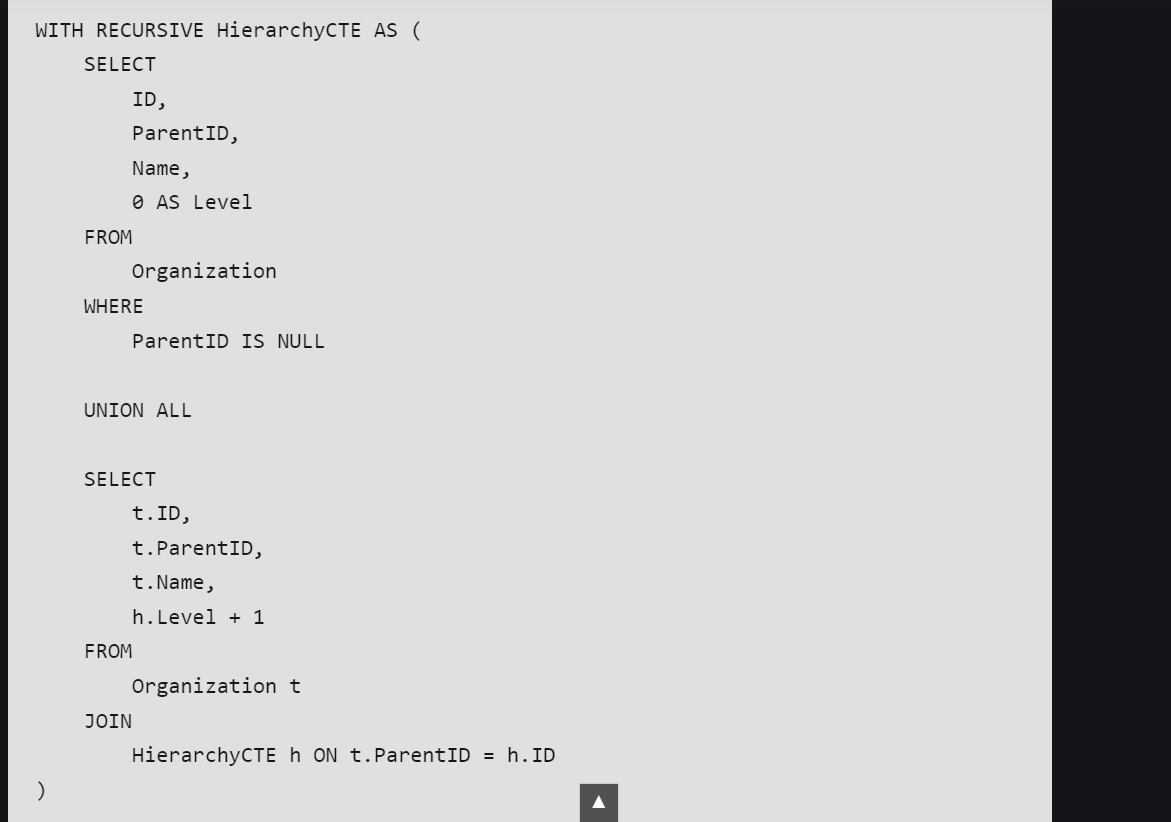 WITH RECURSIVE HierarchyCTE AS (
    SELECT
        ID,
        ParentID,
        Name,
        0 AS Level
    FROM
        Organization
    WHERE
        ParentID IS NULL

    UNION ALL

    SELECT
        t.ID,
        t.ParentID,
        t.Name,
        h.Level + 1
    FROM
        Organization t
    JOIN
        HierarchyCTE h ON t.ParentID = h.ID
)